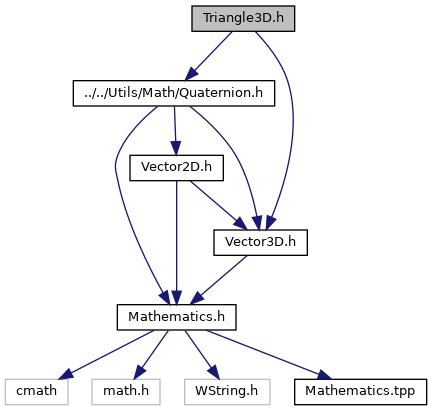 Triangle3D.h
../../Utils/Math/Quaternion.h
Vector2D.h
Vector3D.h
Mathematics.h
cmath
math.h
WString.h
Mathematics.tpp